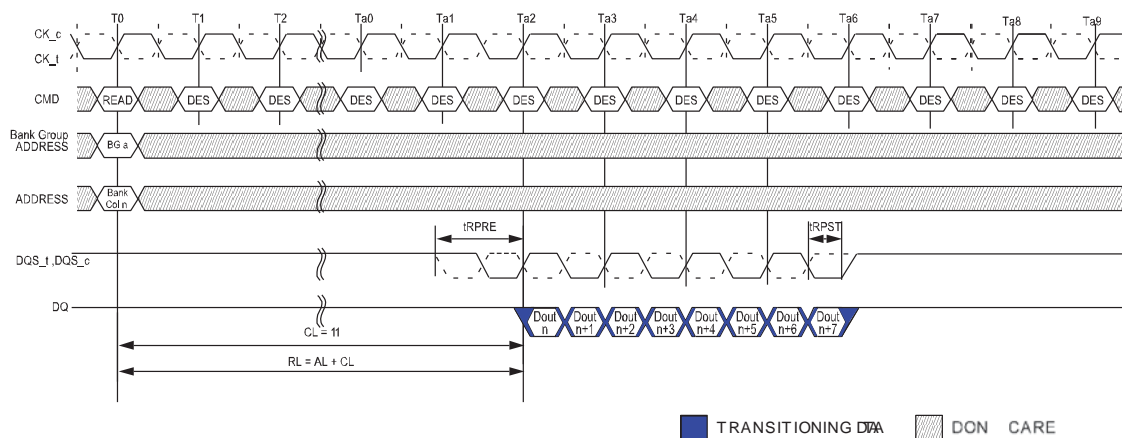 T0 T1 T2 Ta0 Ta1 Ta2 Ta3 Ta4 Ta5 Ta6 Ta7 Ta8 Ta9
CK_c
CK_t
CMD READ DES DES DES DES DES DES DES DES DES DES DES DES
Bank Group
ADDRESS
BG a
ADDRESS
Bank
Col n
tRPRE tRPST
DQS_t ,DQS_c
DQ
Dout Dout Dout Dout Dout Dout Dout Dout
n n+1 n+2 n+3 n+4 n+5 n+6 n+7
CL = 11
RL = AL + CL
TRANSITIONING DATA DON CARE